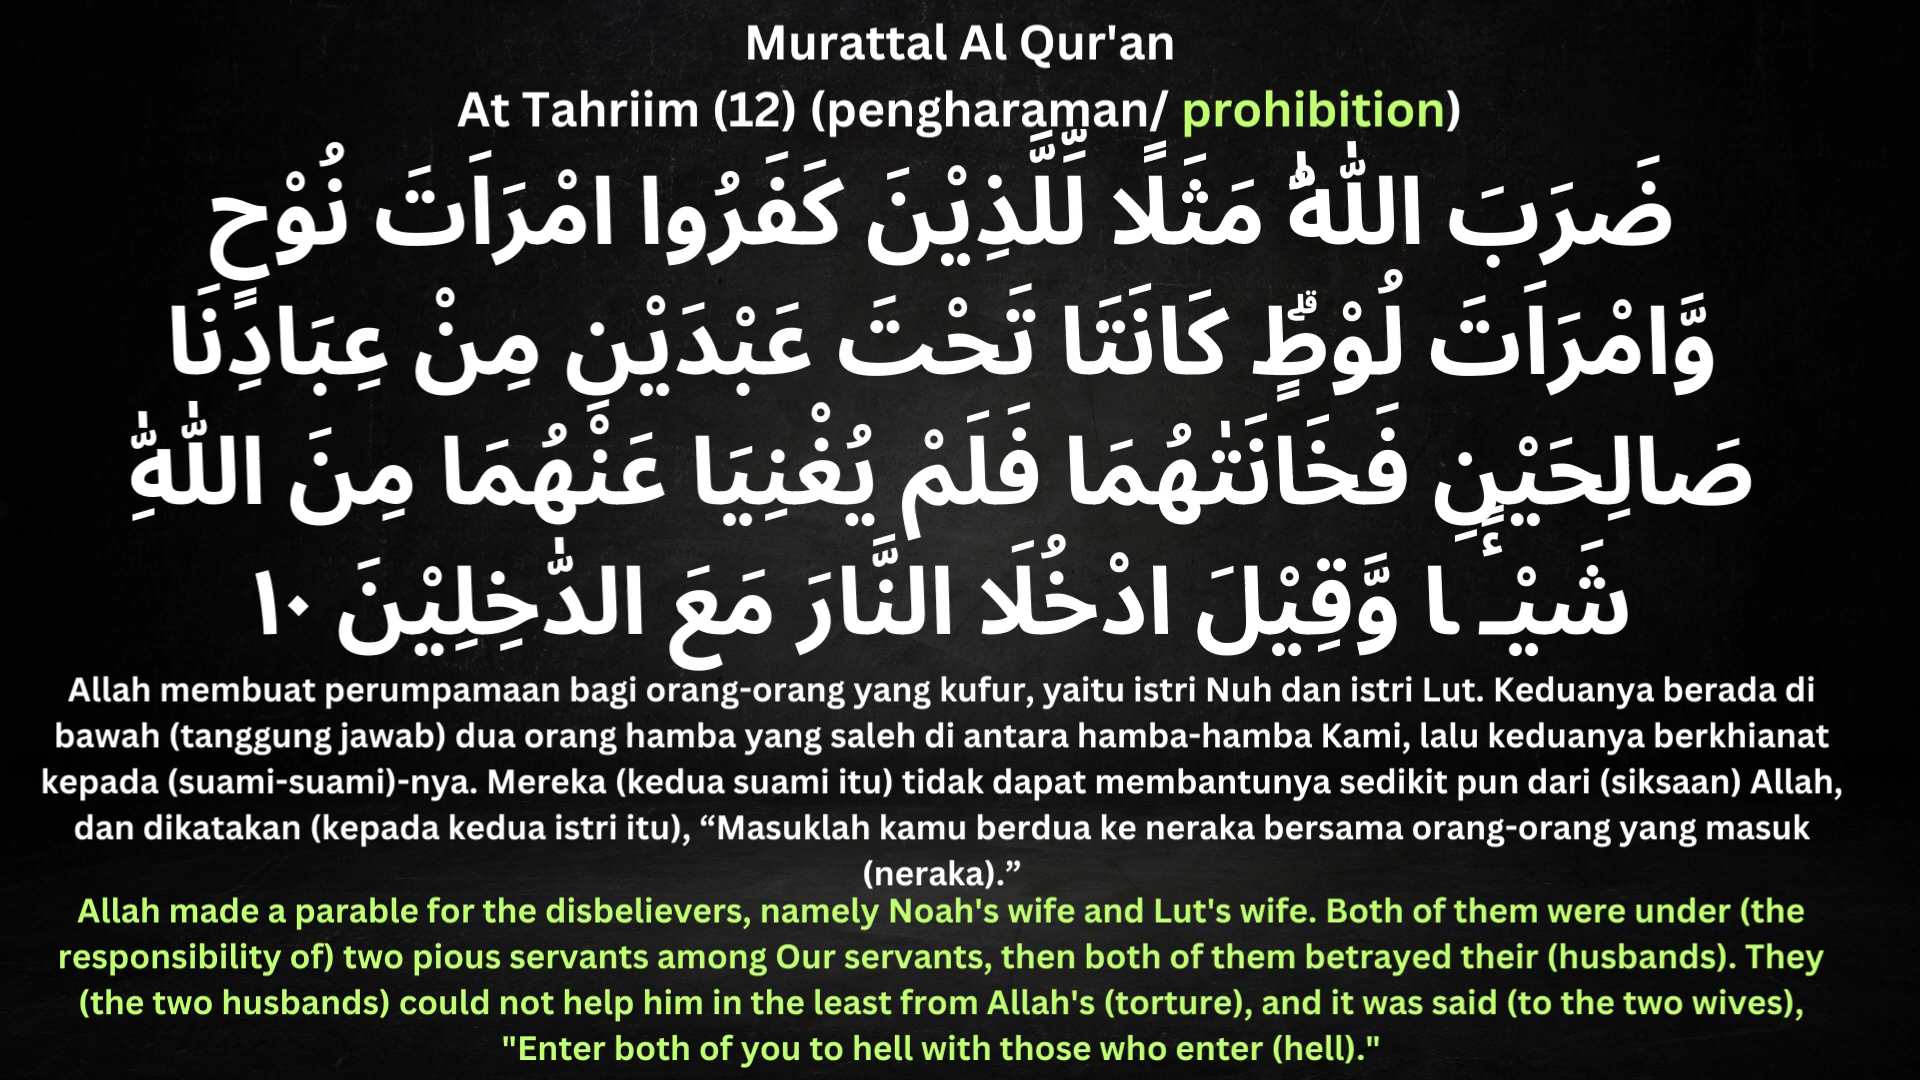 Murattal Al Qur'an
At Tahriim (12) (pengharaman/ prohibition)
ضَرَبَ اللّٰهُ مَثَلًا لِّلَّذِيْنَ كَفَرُوا امْرَاَتَ نُوْحٍ
وَّامْرَاَتَ لُوْطٍۗ كَانَتَا تَحْتَ عَبْدَيْنِ مِنْ عِبَادِنَا
صَالِحَيْنِ فَخَانَتٰهُمَا فَلَمْ يُغْنِيَا عَنْهُمَا مِنَ اللّٰهِ
شَيْـًٔا وَّقِيْلَ ادْخُلَا النَّارَ مَعَ الدّٰخِلِيْنَ ١٠
Allah membuat perumpamaan bagi orang-orang yang kufur, yaitu istri Nuh dan istri Lut. Keduanya berada di
bawah (tanggung jawab) dua orang hamba yang saleh di antara hamba-hamba Kami, lalu keduanya berkhianat
kepada (suami-suami)-nya. Mereka (kedua suami itu) tidak dapat membantunya sedikit pun dari (siksaan) Allah,
dan dikatakan (kepada kedua istri itu), “Masuklah kamu berdua ke neraka bersama orang-orang yang masuk
(neraka).”
Allah made a parable for the disbelievers, namely Noah's wife and Lut's wife. Both of them were under (the
responsibility of) two pious servants among Our servants, then both of them betrayed their (husbands). They
(the two husbands) could not help him in the least from Allah's (torture), and it was said (to the two wives),
"Enter both of you to hell with those who enter (hell)."